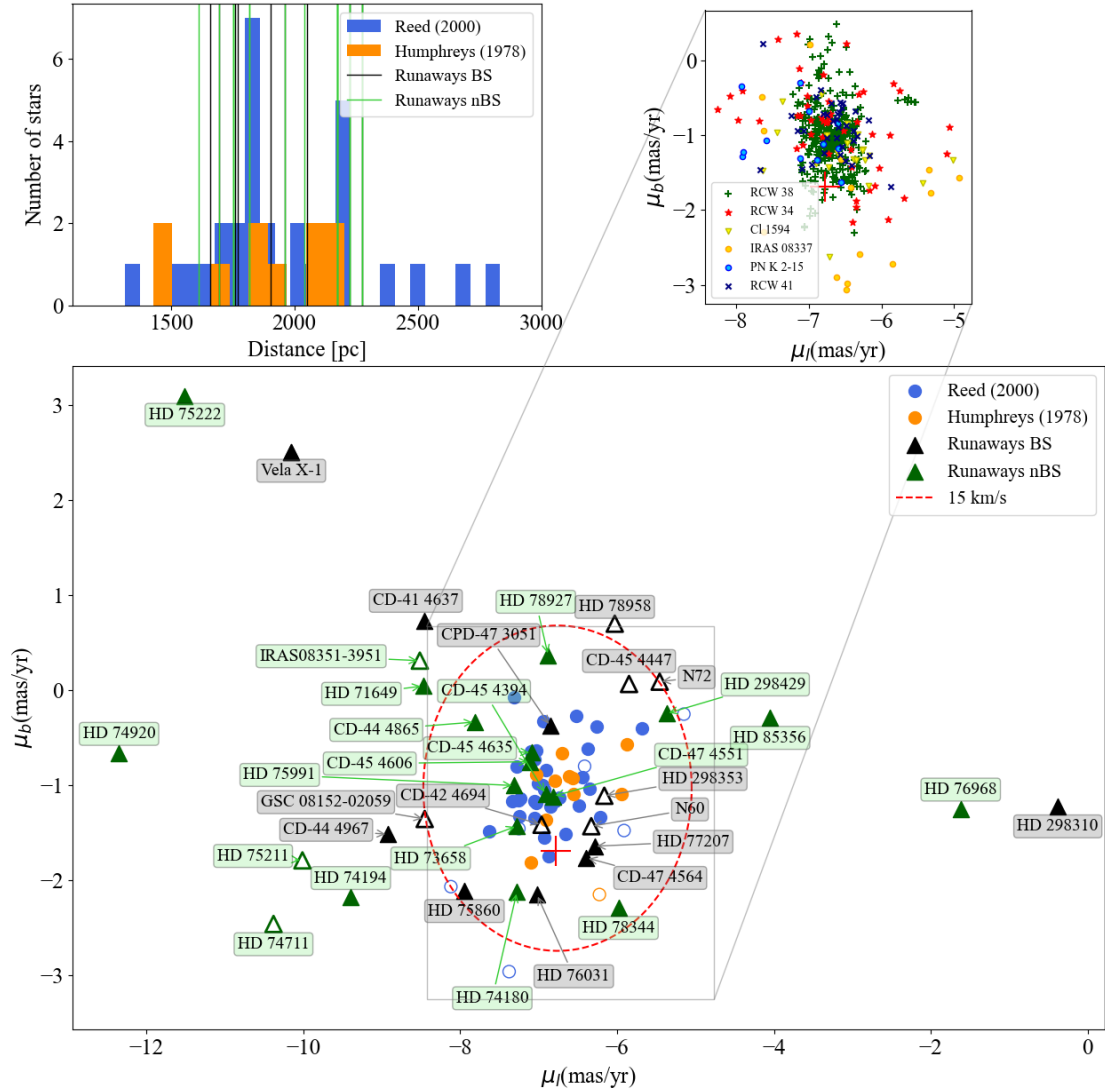 Number of stars
6
4
2
0
Reed (2000)
Humphreys (1978)
Runaways BS
Runaways nBS
1500
2000
2500
3000
Distance [pc]
μb(mas/yr)
0
−1
−2
−3
RCW 38
RCW 34
Cl 1594
IRAS 08337
PN K 2-15
RCW 41
−8
−7
−6
−5
μl(mas/yr)
μb(mas/yr)
3
2
1
0
−1
−2
−3
Reed (2000)
Humphreys (1978)
Runaways BS
Runaways nBS
15 km/s
HD 75222
Vela X-1
CD-41 4637
HD 78927
HD 78958
CPD-47 3051
IRAS08351-3951
CD-45 4447
N72
HD 71649
CD-45 4394
HD 298429
CD-44 4865
HD 74920
CD-45 4635
HD 85356
CD-45 4606
CD-47 4551
HD 75991
HD 298353
HD 76968
GSC 08152-02059
CD-42 4694
N60
HD 298310
CD-44 4967
HD 77207
HD 75211
HD 73658
HD 74194
CD-47 4564
HD 75860
HD 78344
HD 74711
HD 76031
HD 74180
−12
−10
−8
−6
−4
−2
0
μl(mas/yr)